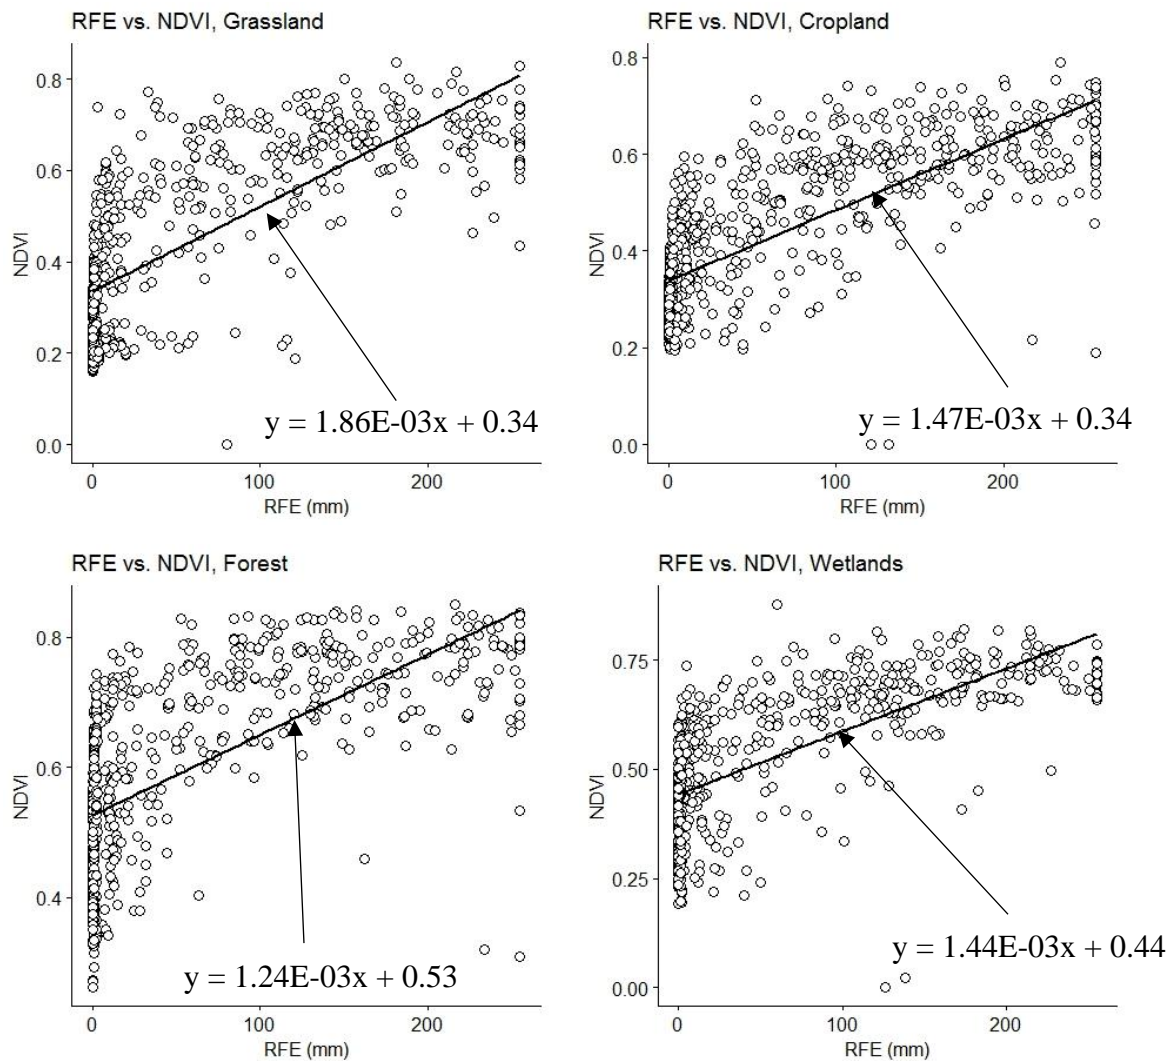 RFE vs. NDVI, Grassland
NDVI
0.8
0.6
0.4
0.2
0.0
y = 1.86E-03x + 0.34
0 100 200
RFE (mm)
RFE vs. NDVI, Cropland
NDVI
0.8
0.6
0.4
0.2
0.0
y = 1.47E-03x + 0.34
0 100 200
RFE (mm)
RFE vs. NDVI, Forest
NDVI
0.8
0.6
0.4
y = 1.24E-03x + 0.53
0 100 200
RFE (mm)
RFE vs. NDVI, Wetlands
NDVI
0.75
0.50
0.25
0.00
y = 1.44E-03x + 0.44
0 100 200
RFE (mm)